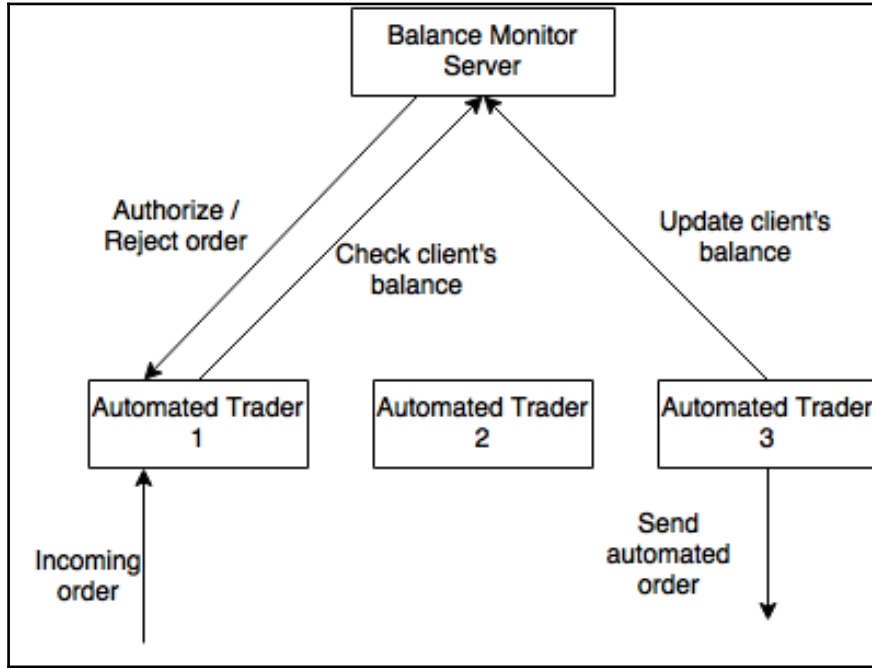 Balance Monitor
Server
Authorize /
Reject order
Check client's
balance
Update client's
balance
Automated Trader
1
Automated Trader
2
Automated Trader
3
Incoming
order
Send
automated
order